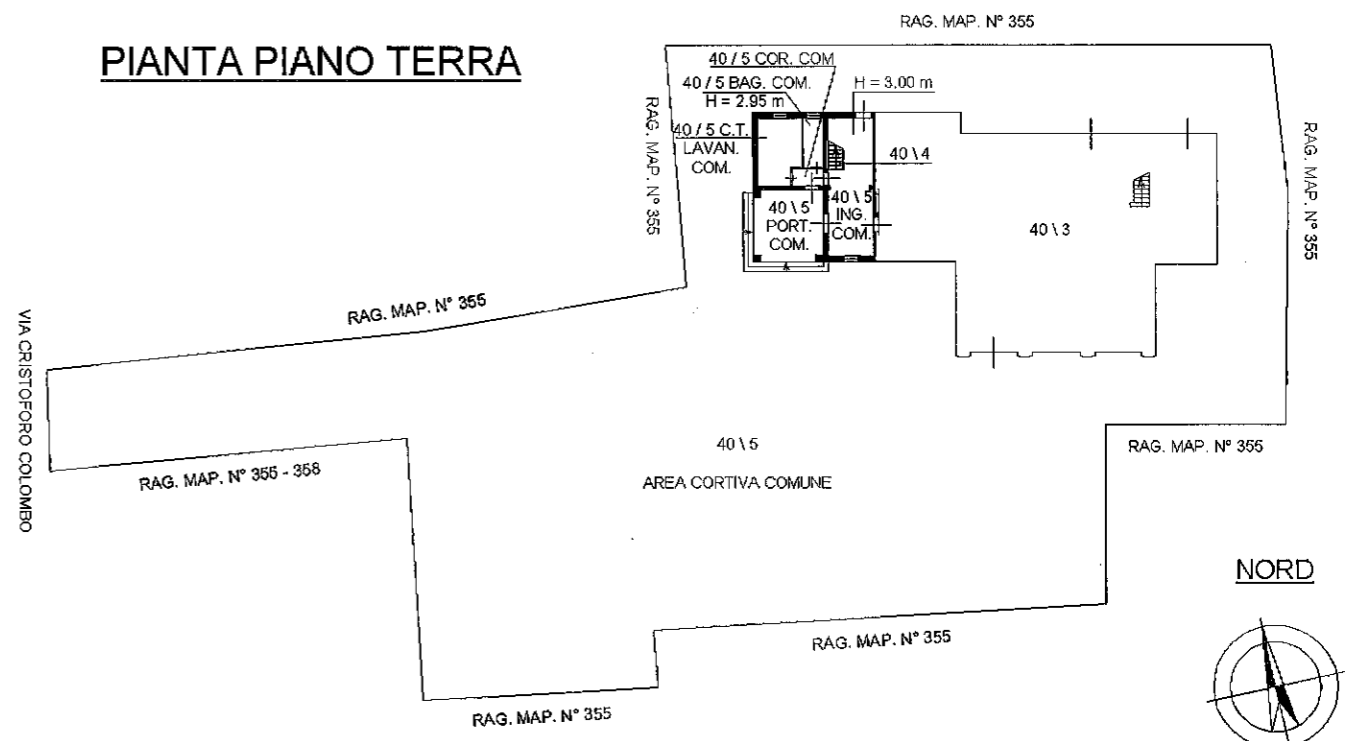 RAG. MAP. N° 355
PIANTA PIANO TERRA
40 / 5 COR. COM
40 / 5 BAG. COM.
H = 2.95 m
H = 3,00 m
RAG. MAP. N° 355
40 / 5 C.T.
LAVAN.
COM.
40 \ 4
RAG. MAP. N° 355
40 \ 5
PORT.
COM.
40 \ 5
ING.
COM.
40 \ 3
RAG. MAP. N° 355
VIA CRISTOFORO COLOMBO
RAG. MAP. N° 355 - 358
40 \ 5
AREA CORTIVA COMUNE
RAG. MAP. N° 355
NORD
RAG. MAP. N° 355
RAG. MAP. N° 355